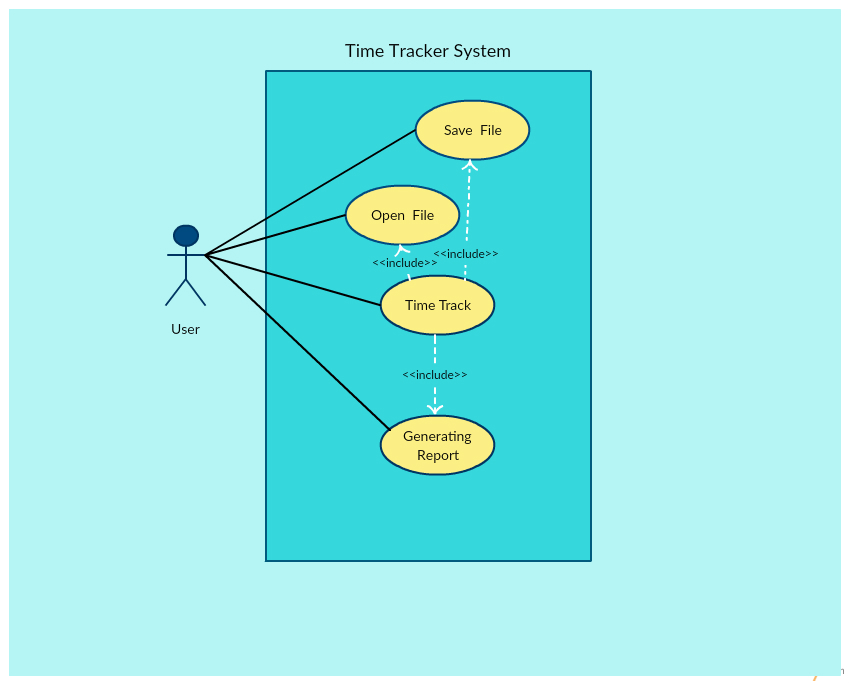 Time Tracker System
Save File
Open File
<<include>>
<<include>>
Time Track
User
<<include>>
Generating
Report